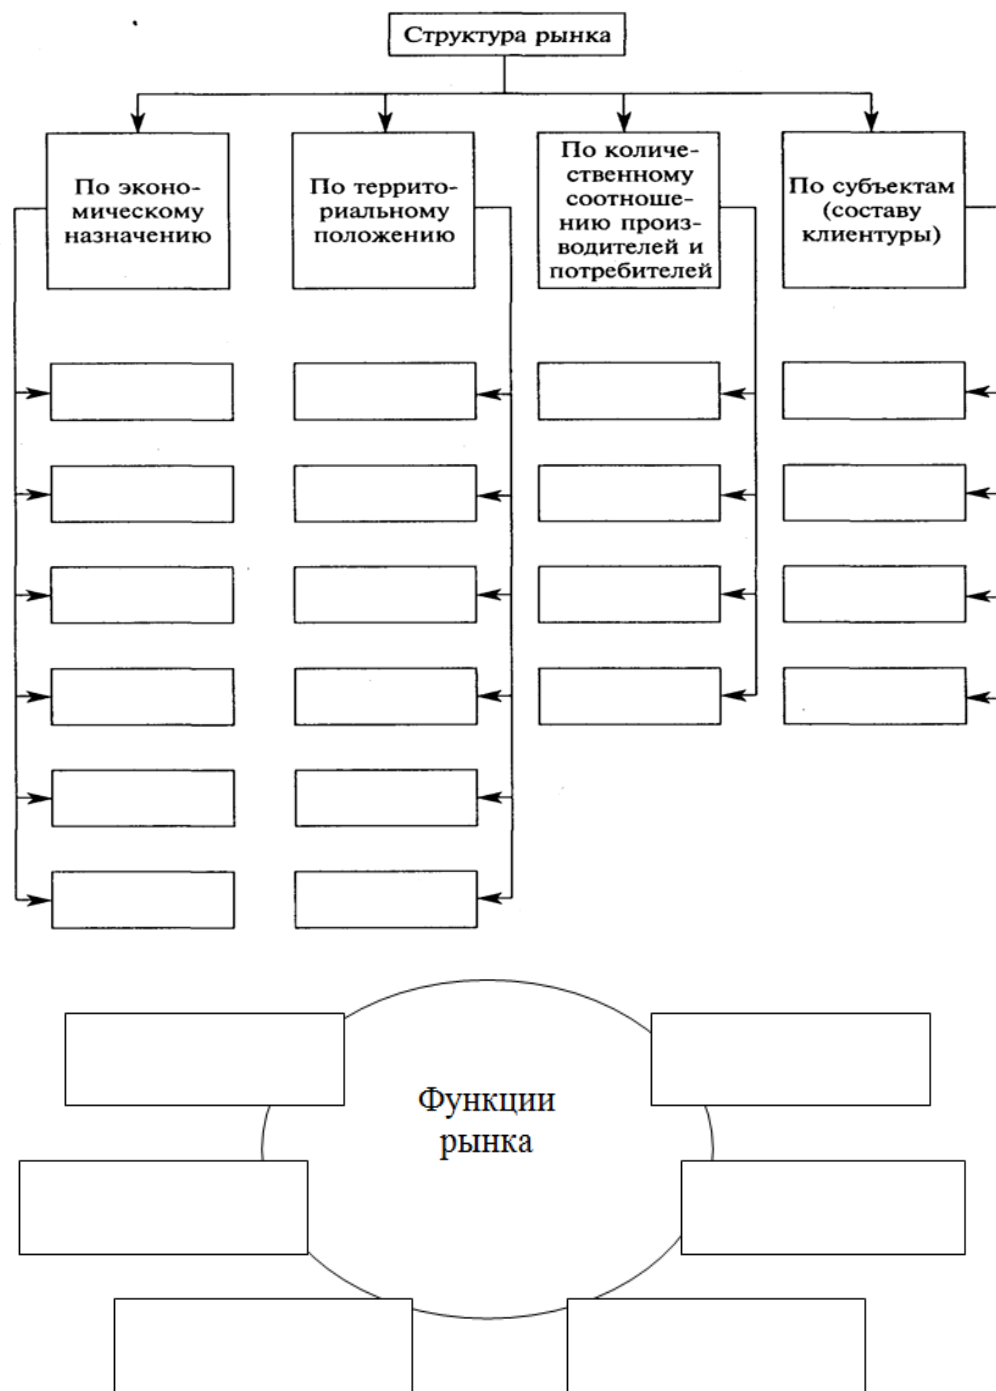 Структура рынка
По эконо-
мическому
назначению
По террито-
риальному
положению
По количе-
ственному
соотноше-
нию произ-
водителей и
потребителей
По субъектам
(составу
клиентуры)
Функции
рынка